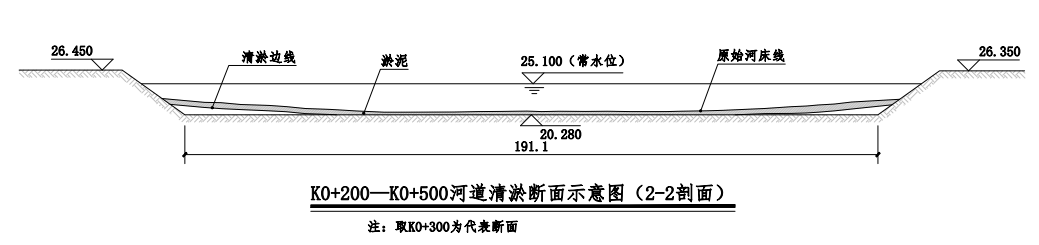 26.450
清淤边线
淤泥
25.100（常水位）
原始河床线
26.350
20.280
191.1
K0+200—K0+500河道清淤断面示意图（2-2剖面）
注：取K0+300为代表断面